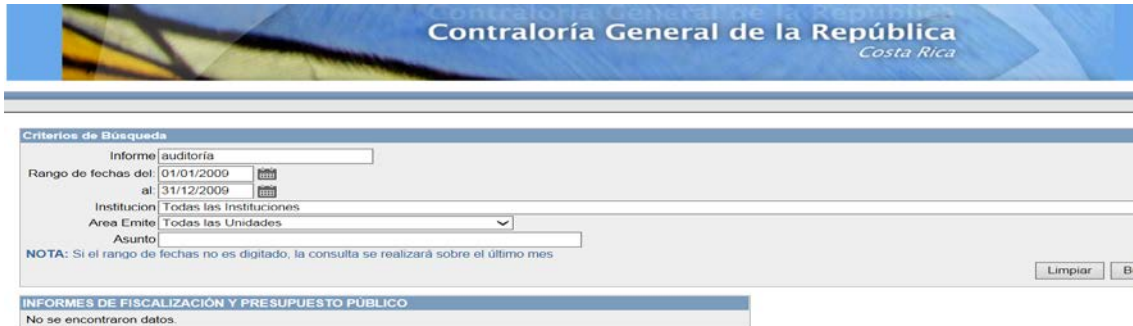 Contraloría General de la República
Costa Rica
Criterios de Búsqueda
Informe auditoría
Rango de fechas del: 01/01/2009
al: 31/12/2009
Institucion Todas las Instituciones
Area Emite Todas las Unidades
Asunto
NOTA: Si el rango de fechas no es digitado, la consulta se realizará sobre el último mes
Limpiar B
INFORMES DE FISCALIZACIÓN Y PRESUPUESTO PÚBLICO
No se encontraron datos.